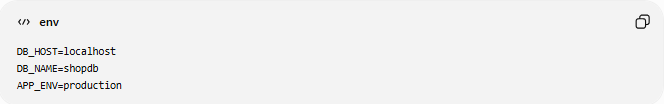 env
DB_HOST=localhost
DB_NAME=shopdb
APP_ENV=production